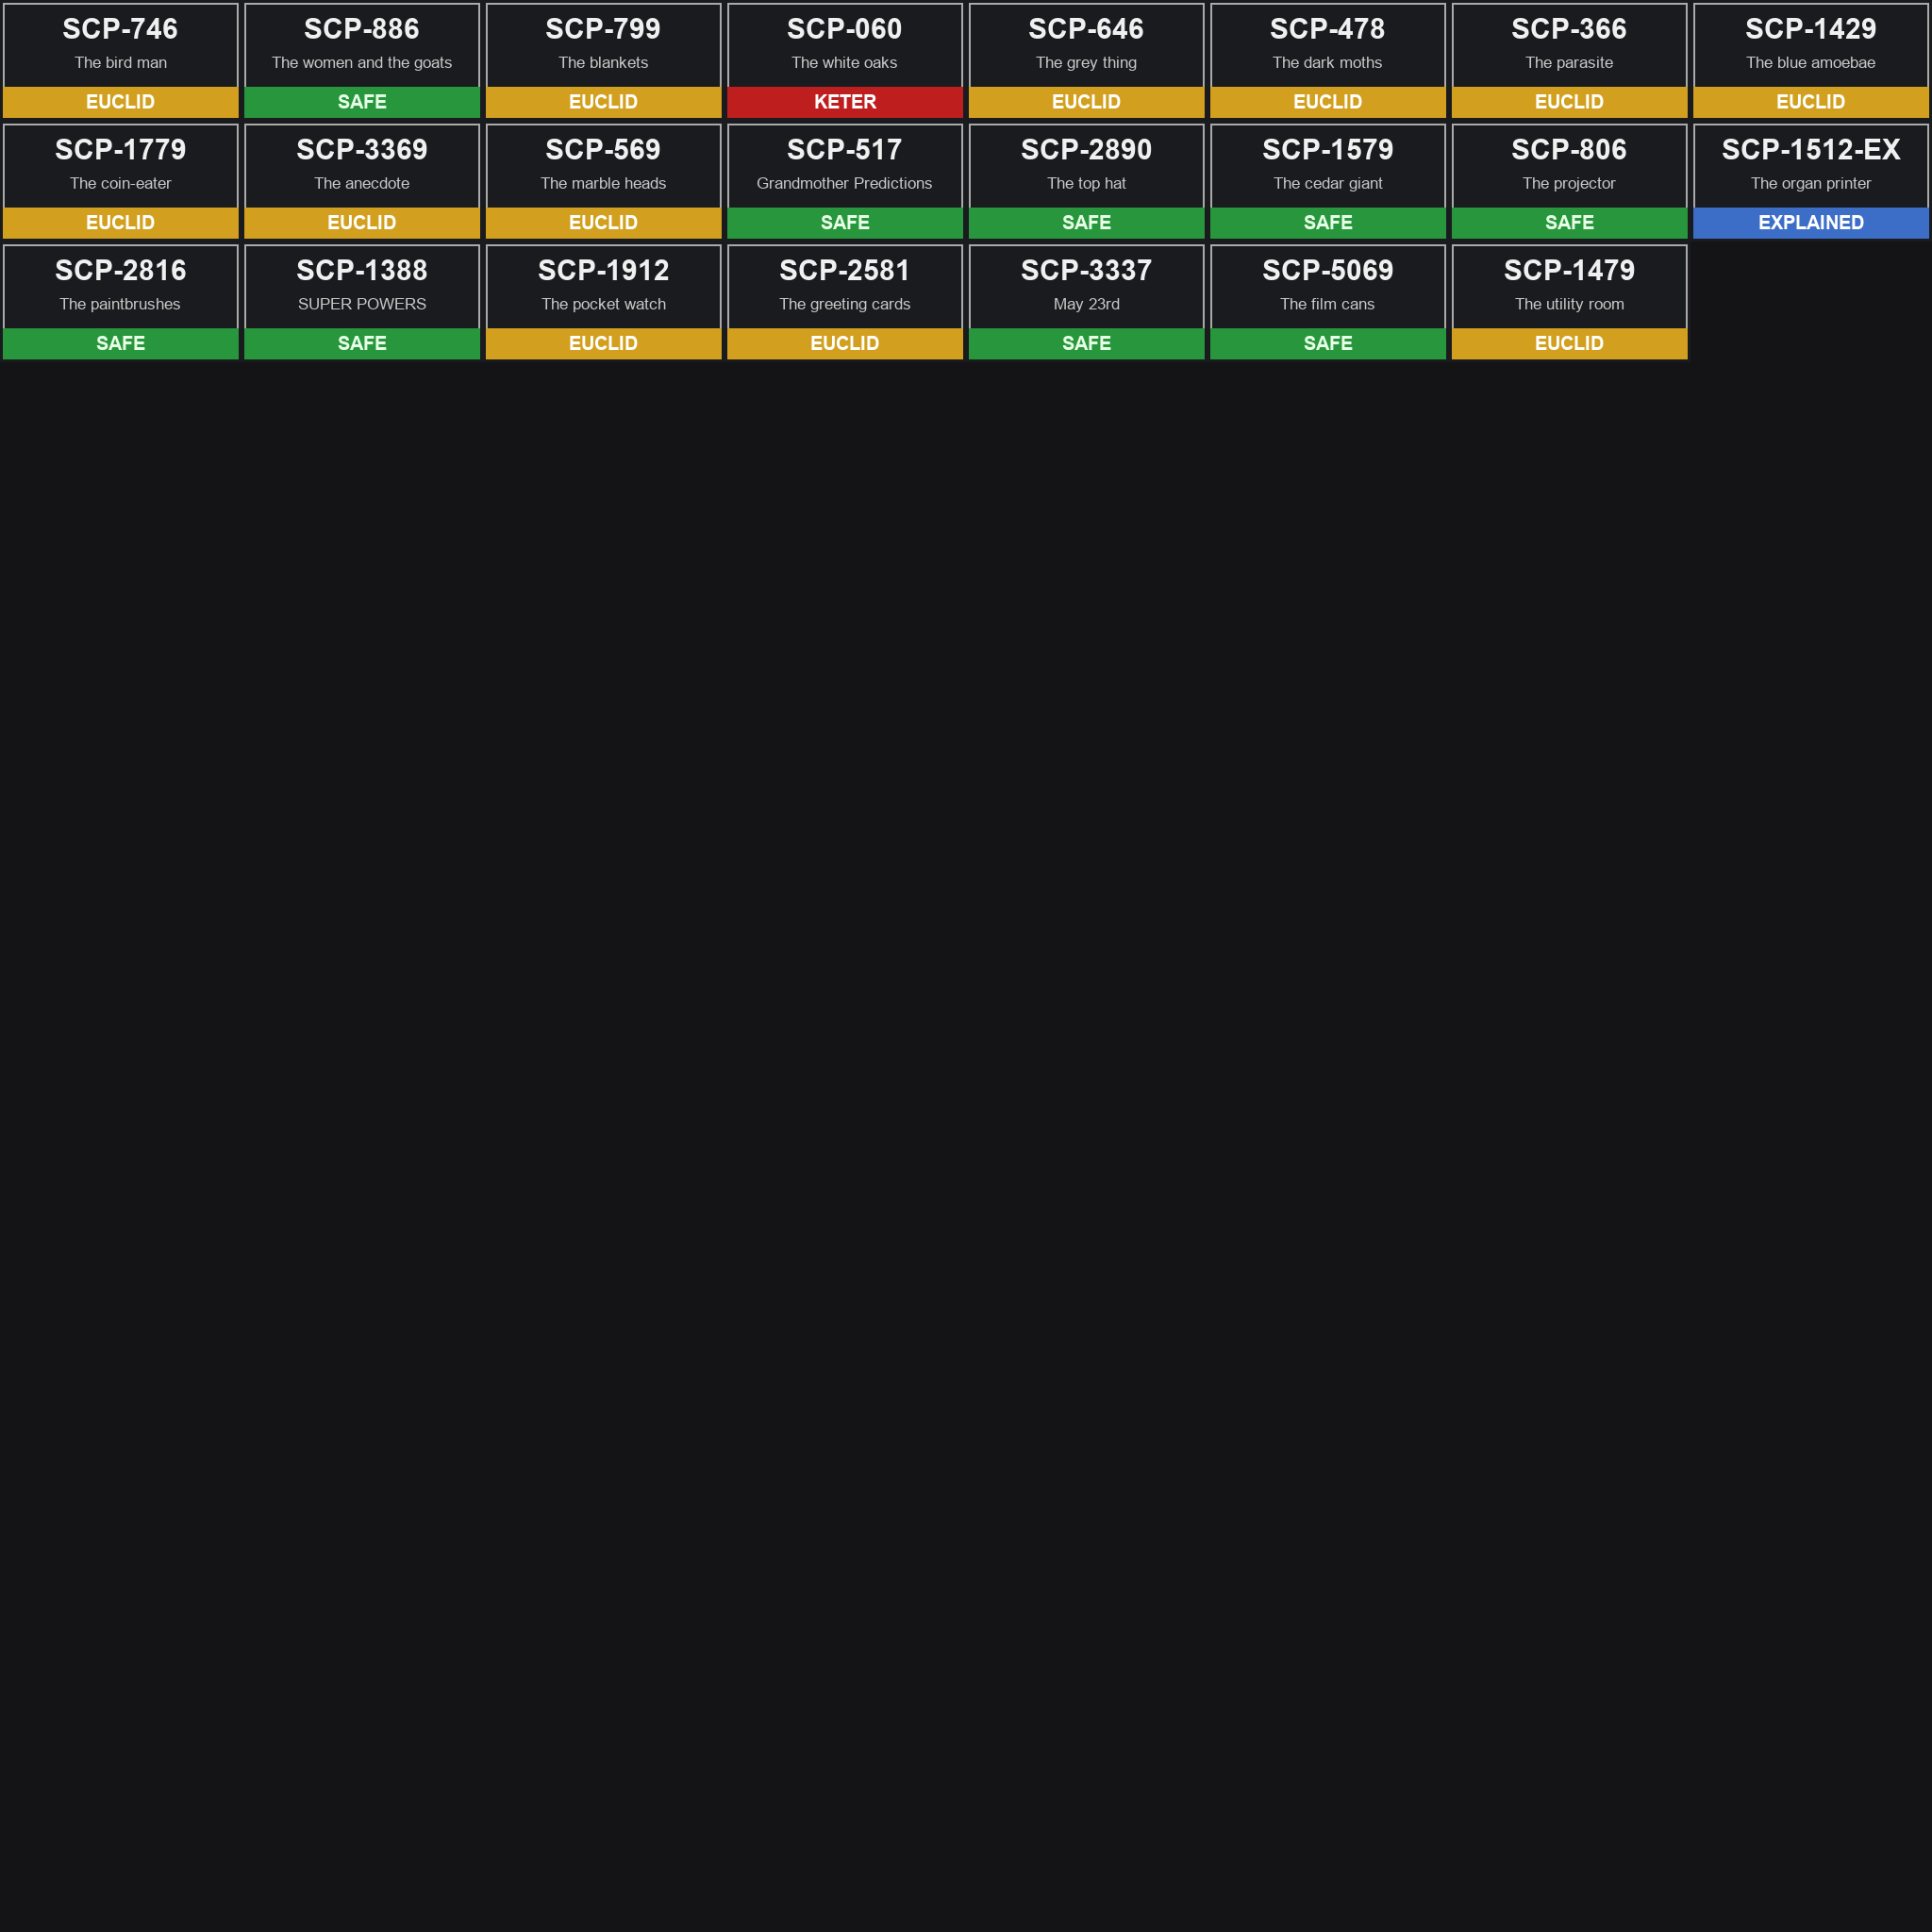 SCP-746
The bird man
EUCLID
SCP-886
The women and the goats
SAFE
SCP-799
The blankets
EUCLID
SCP-060
The white oaks
KETER
SCP-646
The grey thing
EUCLID
SCP-478
The dark moths
EUCLID
SCP-366
The parasite
EUCLID
SCP-1429
The blue amoebae
EUCLID
SCP-1779
The coin-eater
EUCLID
SCP-3369
The anecdote
EUCLID
SCP-569
The marble heads
EUCLID
SCP-517
Grandmother Predictions
SAFE
SCP-2890
The top hat
SAFE
SCP-1579
The cedar giant
SAFE
SCP-806
The projector
SAFE
SCP-1512-EX
The organ printer
EXPLAINED
SCP-2816
The paintbrushes
SAFE
SCP-1388
SUPER POWERS
SAFE
SCP-1912
The pocket watch
EUCLID
SCP-2581
The greeting cards
EUCLID
SCP-3337
May 23rd
SAFE
SCP-5069
The film cans
SAFE
SCP-1479
The utility room
EUCLID